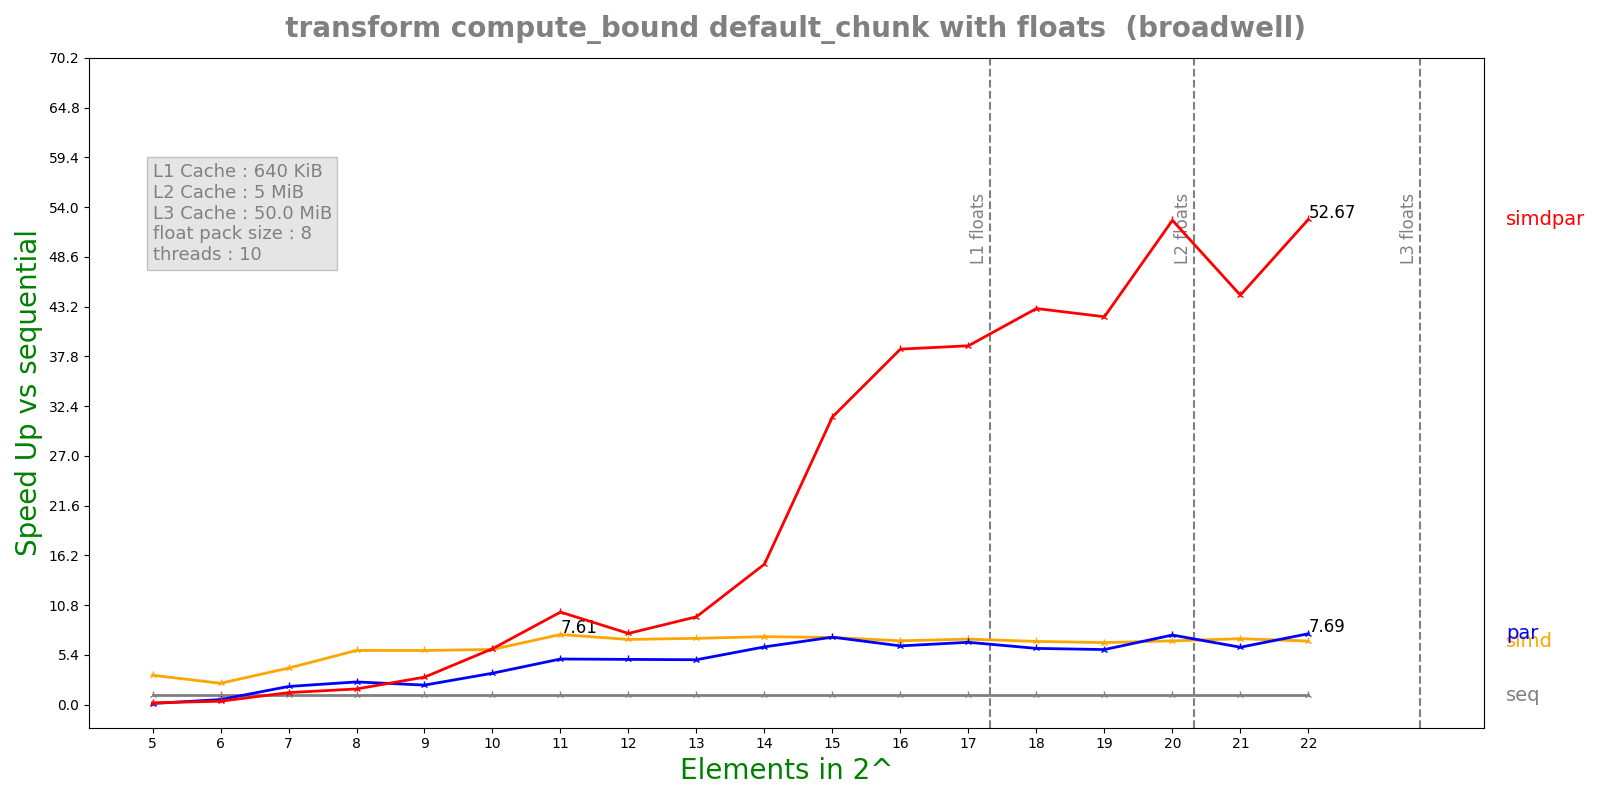 transform compute_bound default_chunk with floats  (broadwell)
Speed Up vs sequential
70.2
64.8
59.4
54.0
48.6
43.2
37.8
32.4
27.0
21.6
16.2
10.8
5.4
0.0
L1 Cache : 640 KiB
L2 Cache : 5 MiB
L3 Cache : 50.0 MiB
float pack size : 8
threads : 10
L1 floats
L2 floats
L3 floats
52.67
7.61
7.69
simdpar
par
simd
seq
5 6 7 8 9 10 11 12 13 14 15 16 17 18 19 20 21 22
Elements in 2^